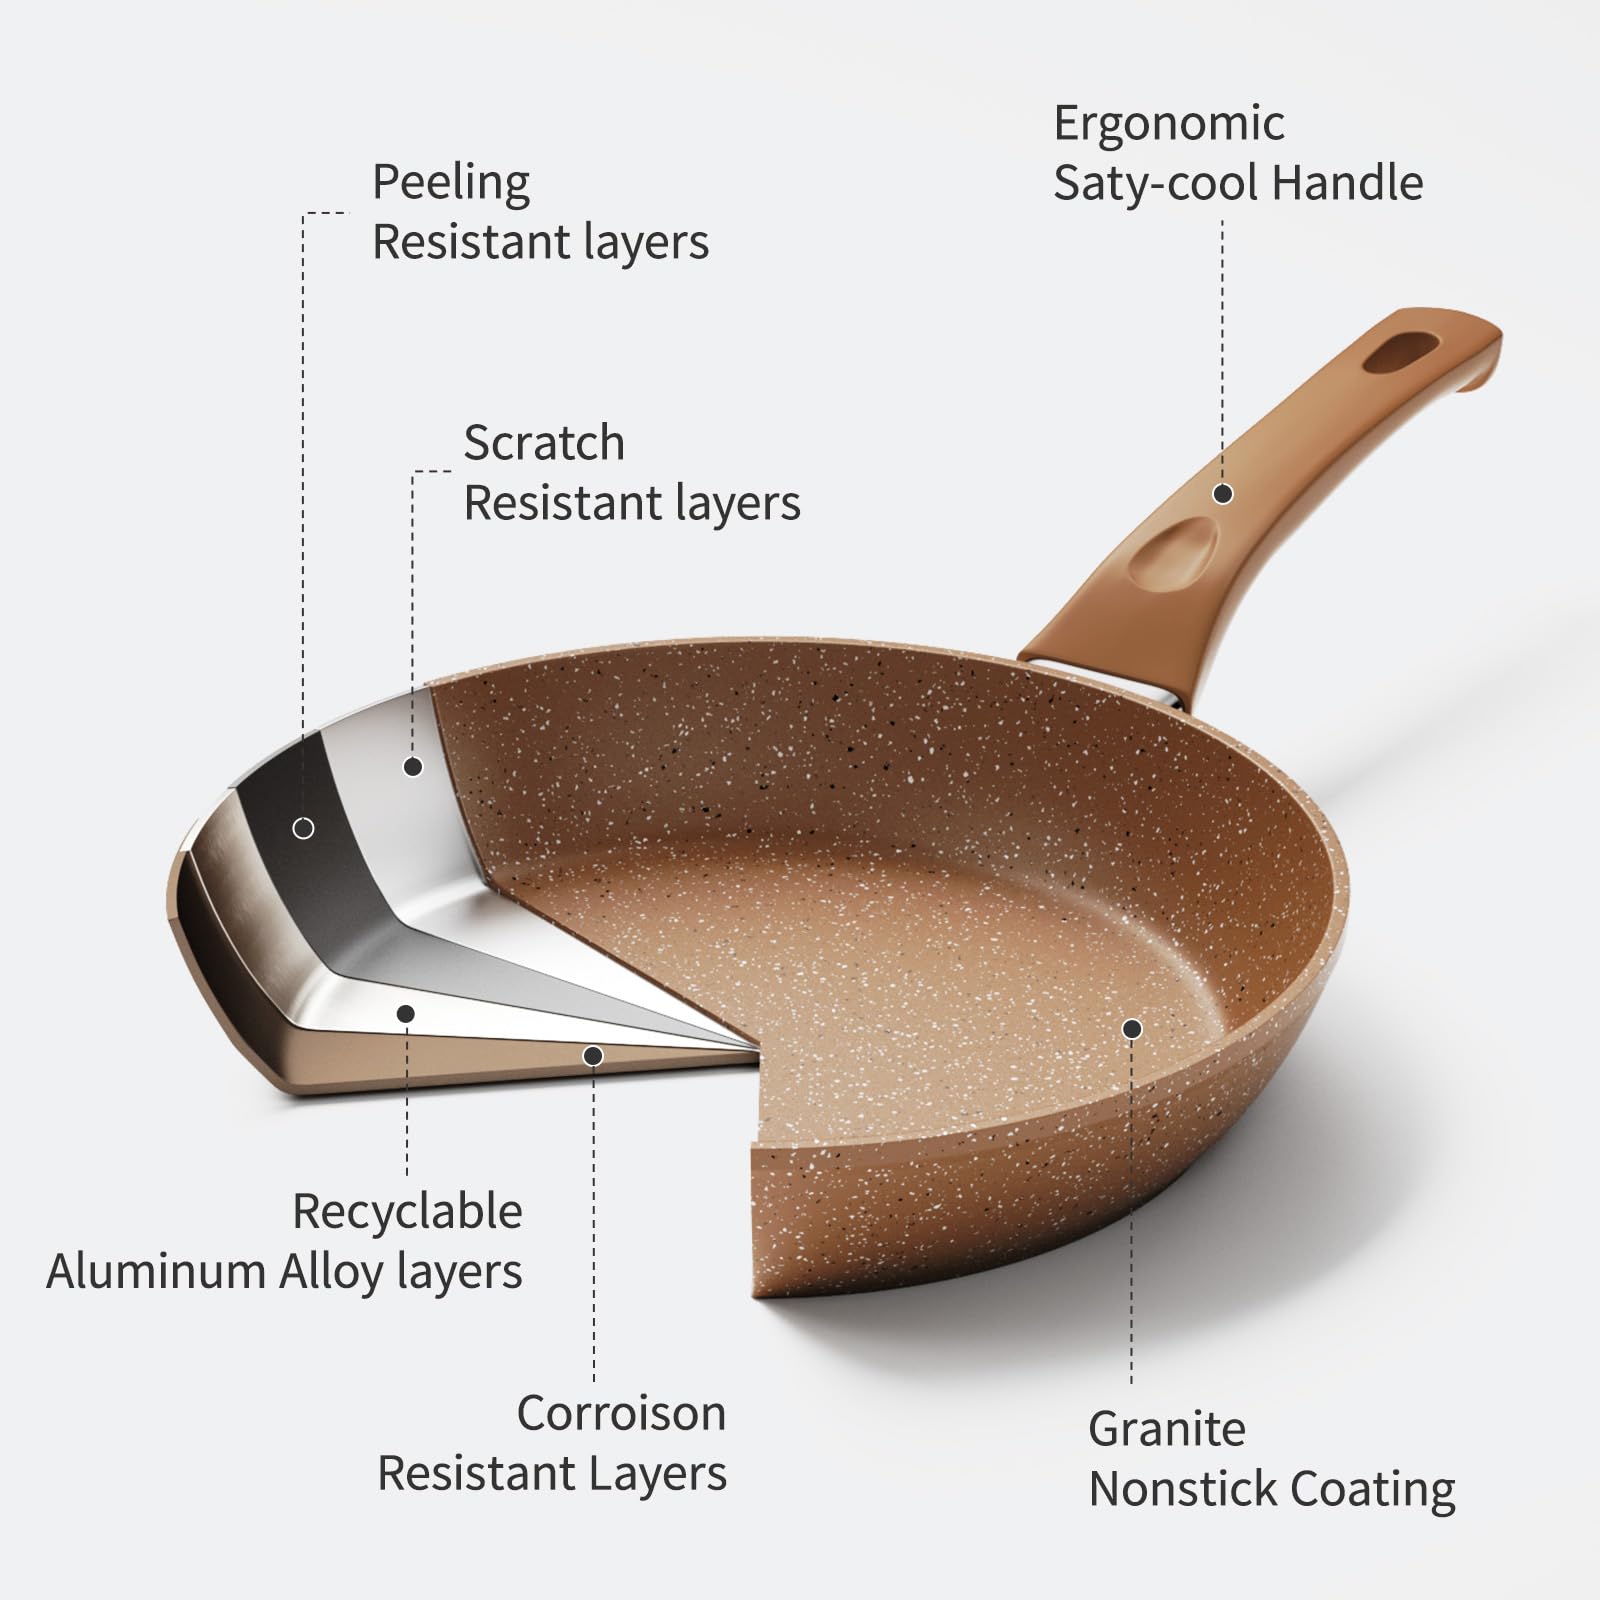 Ergonomic
Saty-cool Handle
Peeling
Resistant layers
Scratch
Resistant layers
Recyclable
Aluminum Alloy layers
Corroison
Resistant Layers
Granite
Nonstick Coating